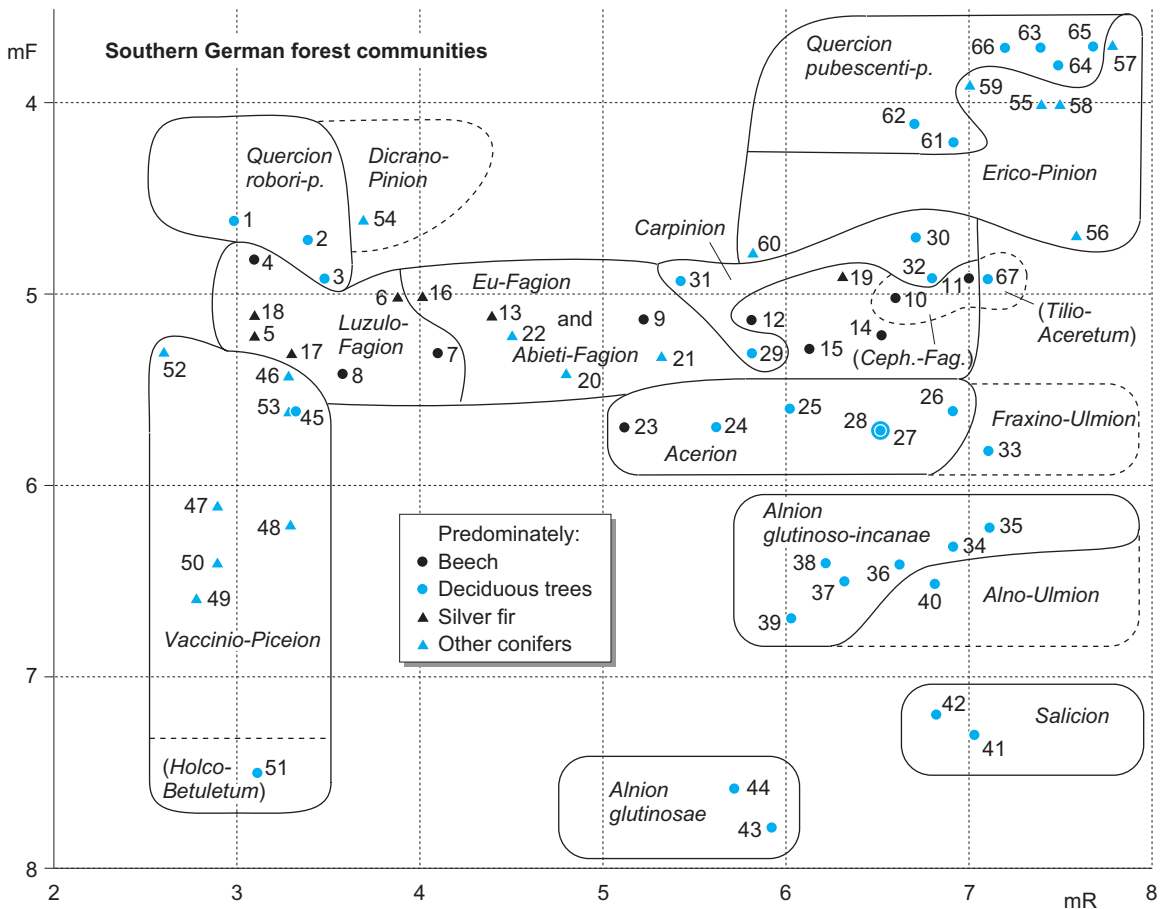 Southern German forest communities
mF
4
5
6
7
8
2
3
4
5
6
7
mR
8
Quercion
pubescenti-p.
66
63
65
64
57
59
55
58
62
61
Erico-Pinion
56
60
Quercion
robori-p.
Dicrano-
Pinion
1
2
3
54
4
18
5
17
6
16
Luzulo-
Fagion
7
8
Eu-Fagion
13
22
and
Abieti-Fagion
20
9
21
Carpinion
31
30
32
29
12
19
11
10
14
15
(Ceph.-Fag.)
67
(Tilio-
Aceretum)
52
46
53
45
47
48
50
49
Vaccinio-Piceion
(Holco-
Betuletum)
51
23
24
25
26
28
27
Acerion
Fraxino-Ulmion
33
Predominately:
Beech
Deciduous trees
Silver fir
Other conifers
Alnion
glutinoso-incanae
35
34
38
36
37
40
39
Alno-Ulmion
42
41
Salicion
Alnion
glutinosae
44
43